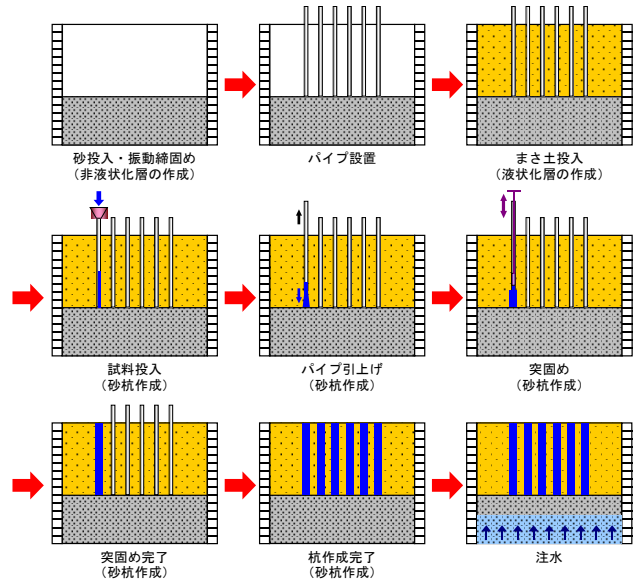 砂投入・振動締固め
(非液状化層の作成)
パイプ設置
まさ土投入
(液状化層の作成)
試料投入
(砂杭作成)
パイプ引上げ
(砂杭作成)
突固め
(砂杭作成)
突固め完了
(砂杭作成)
杭作成完了
(砂杭作成)
注水